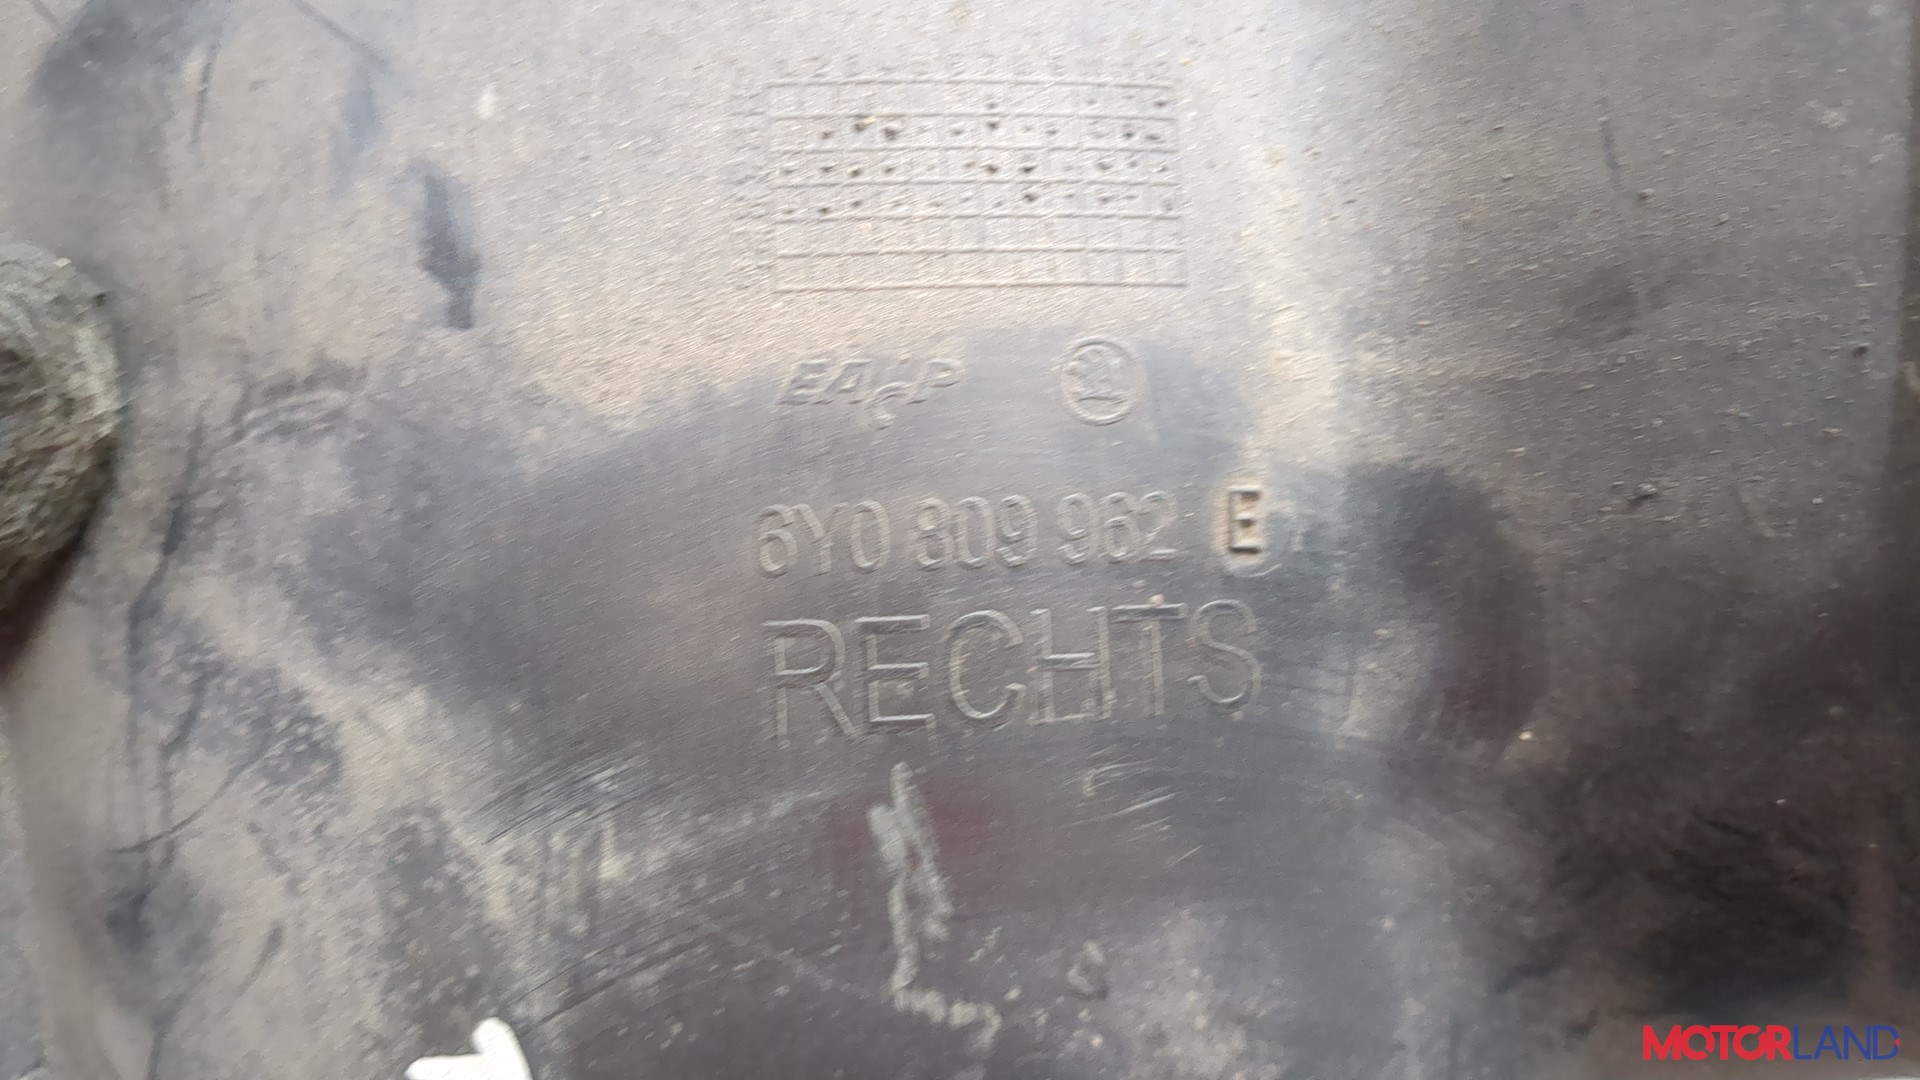 6Y0 809 962 E
RECHTS
MOTORLAND